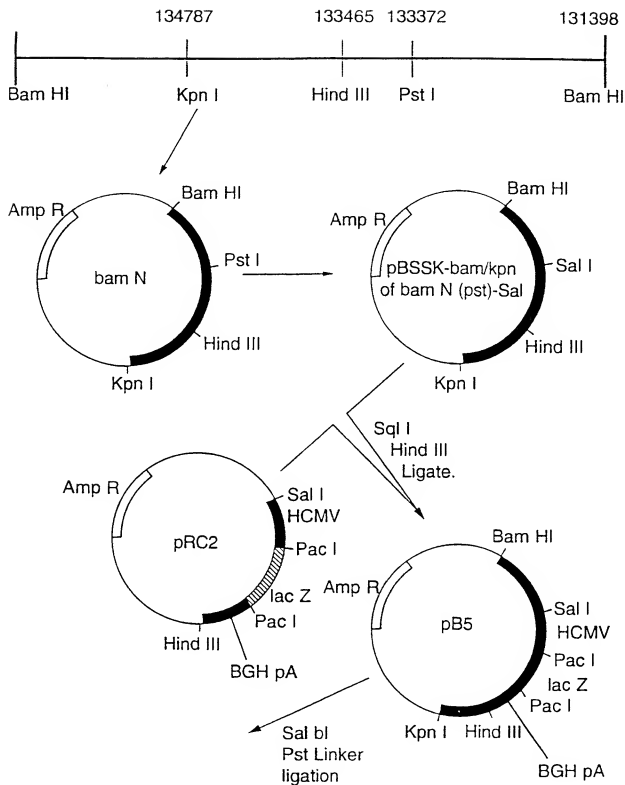 134787
133465
133372
131398
Bam HI
Kpn I
Hind III
Pst I
Bam HI
Amp R
Bam HI
bam N
Pst I
Hind III
Kpn I
Amp R
Bam HI
pBSSK-bam/kpn
of bam N (pst)-Sal
Sal I
Hind III
Kpn I
Sql I
Hind III
Ligate.
Amp R
Sal I
HCMV
pRC2
Pac I
lac Z
Pac I
Hind III
BGH pA
Bam HI
Amp R
Sal I
HCMV
pB5
Pac I
lac Z
Pac I
Hind III
Kpn I
BGH pA
Sal bl
Pst Linker
ligation